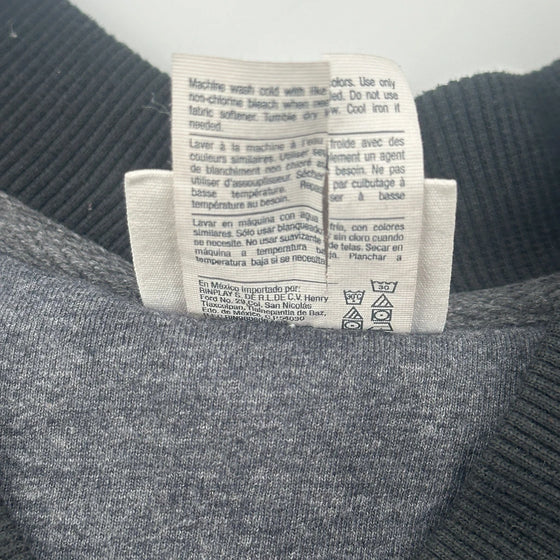 Machine wash cold with like colors. Use only
non-chlorine bleach when needed. Do not use
fabric softener. Tumble dry low. Cool iron if
needed.
Laver à la machine à l'eau froide avec des
couleurs similaires. Utiliser seulement un agent
de blanchiment non chloré au besoin. Ne pas
utiliser d'assouplisseur. Sécher par culbutage à
basse température. Repasser à basse
température au besoin.
Lavar en máquina con agua fría, con colores
similares. Sólo usar blanqueador sin cloro cuando
se necesite. No usar suavizante de telas. Secar en
máquina a temperatura baja. Planchar a
temperatura baja si se necesita.
En México Importado por:
RINPLAY S. DE R.L.DE C.V. Henry
Ford No. 29,Col. San Nicolás
Tlaxcolpan, Tlalnepantla de Baz,
Edo. de México, C.P.54030
30